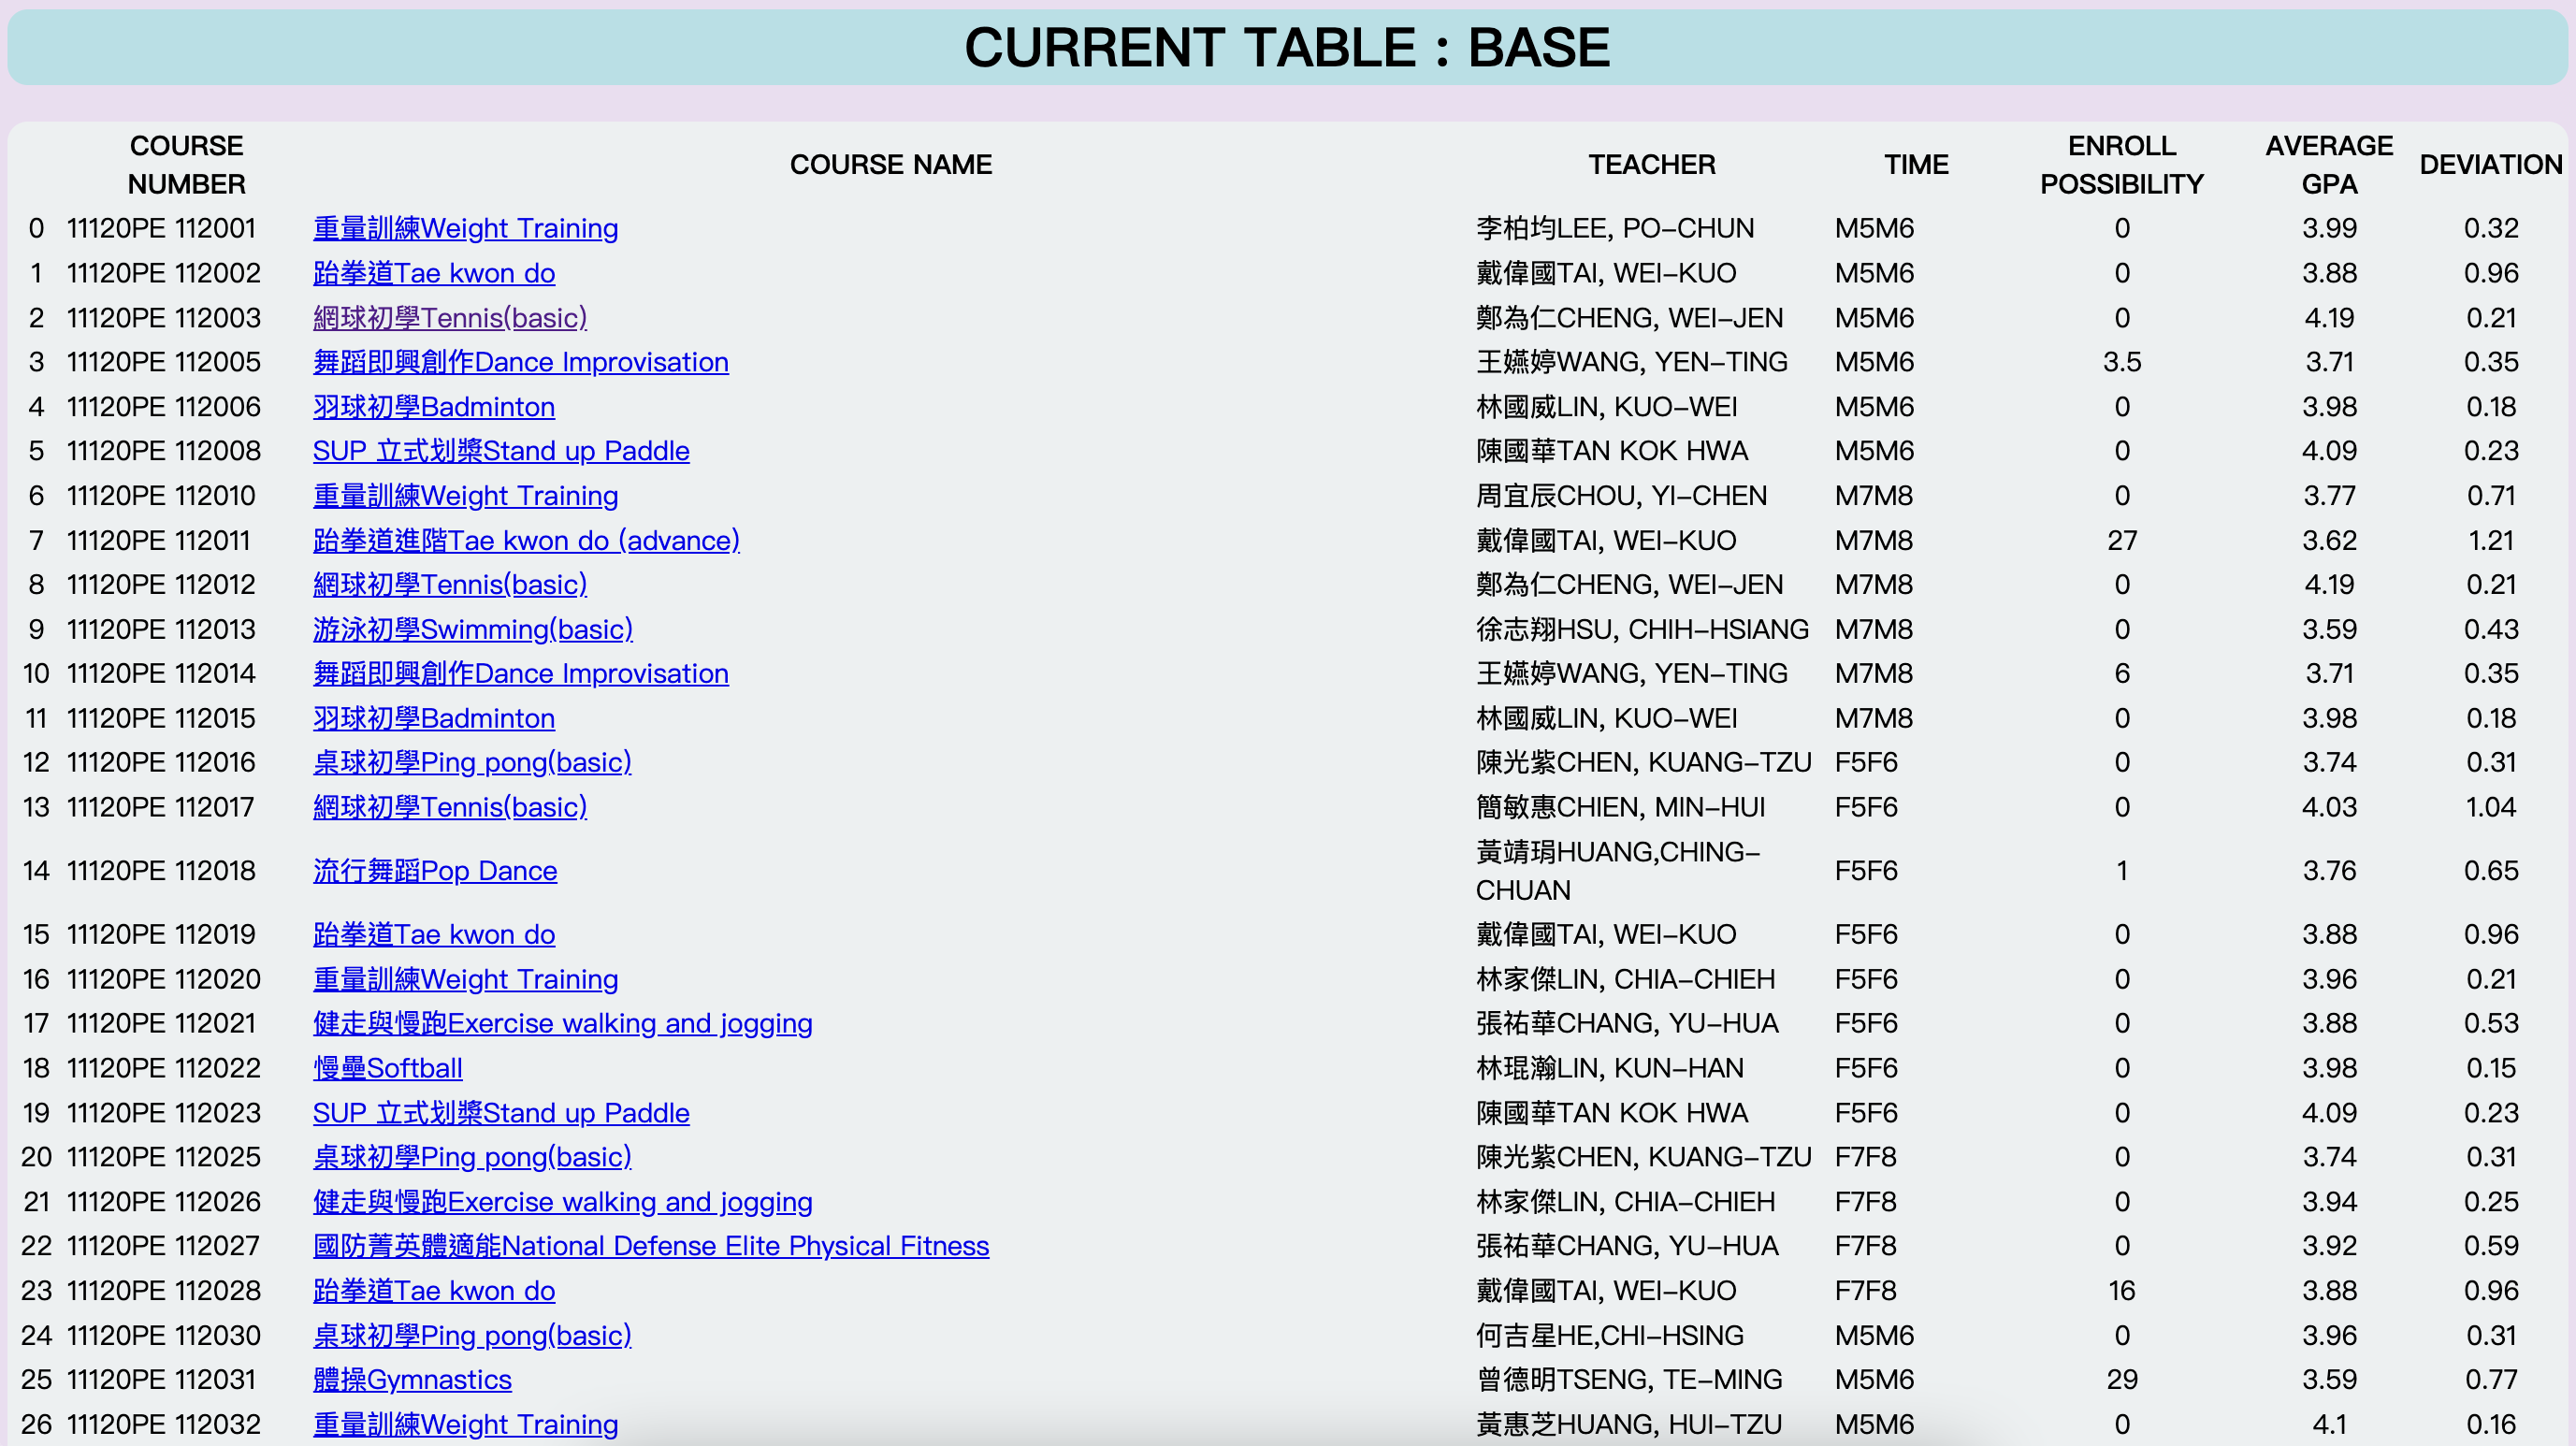 CURRENT TABLE : BASE
COURSE NUMBER COURSE NAME TEACHER TIME ENROLL POSSIBILITY AVERAGE GPA DEVIATION
0 11120PE 112001 重量訓練Weight Training 李柏均LEE, PO-CHUN M5M6 0 3.99 0.32
1 11120PE 112002 跆拳道Tae kwon do 戴偉國TAI, WEI-KUO M5M6 0 3.88 0.96
2 11120PE 112003 網球初學Tennis(basic) 鄭為仁CHENG, WEI-JEN M5M6 0 4.19 0.21
3 11120PE 112005 舞蹈即興創作Dance Improvisation 王嬿婷WANG, YEN-TING M5M6 3.5 3.71 0.35
4 11120PE 112006 羽球初學Badminton 林國威LIN, KUO-WEI M5M6 0 3.98 0.18
5 11120PE 112008 SUP 立式划槳Stand up Paddle 陳國華TAN KOK HWA M5M6 0 4.09 0.23
6 11120PE 112010 重量訓練Weight Training 周宜辰CHOU, YI-CHEN M7M8 0 3.77 0.71
7 11120PE 112011 跆拳道進階Tae kwon do (advance) 戴偉國TAI, WEI-KUO M7M8 27 3.62 1.21
8 11120PE 112012 網球初學Tennis(basic) 鄭為仁CHENG, WEI-JEN M7M8 0 4.19 0.21
9 11120PE 112013 游泳初學Swimming(basic) 徐志翔HSU, CHIH-HSIANG M7M8 0 3.59 0.43
10 11120PE 112014 舞蹈即興創作Dance Improvisation 王嬿婷WANG, YEN-TING M7M8 6 3.71 0.35
11 11120PE 112015 羽球初學Badminton 林國威LIN, KUO-WEI M7M8 0 3.98 0.18
12 11120PE 112016 桌球初學Ping pong(basic) 陳光紫CHEN, KUANG-TZU F5F6 0 3.74 0.31
13 11120PE 112017 網球初學Tennis(basic) 簡敏惠CHIEN, MIN-HUI F5F6 0 4.03 1.04
14 11120PE 112018 流行舞蹈Pop Dance 黃靖琄HUANG,CHING-CHUAN F5F6 1 3.76 0.65
15 11120PE 112019 跆拳道Tae kwon do 戴偉國TAI, WEI-KUO F5F6 0 3.88 0.96
16 11120PE 112020 重量訓練Weight Training 林家傑LIN, CHIA-CHIEH F5F6 0 3.96 0.21
17 11120PE 112021 健走與慢跑Exercise walking and jogging 張祐華CHANG, YU-HUA F5F6 0 3.88 0.53
18 11120PE 112022 慢壘Softball 林琨瀚LIN, KUN-HAN F5F6 0 3.98 0.15
19 11120PE 112023 SUP 立式划槳Stand up Paddle 陳國華TAN KOK HWA F5F6 0 4.09 0.23
20 11120PE 112025 桌球初學Ping pong(basic) 陳光紫CHEN, KUANG-TZU F7F8 0 3.74 0.31
21 11120PE 112026 健走與慢跑Exercise walking and jogging 林家傑LIN, CHIA-CHIEH F7F8 0 3.94 0.25
22 11120PE 112027 國防菁英體適能National Defense Elite Physical Fitness 張祐華CHANG, YU-HUA F7F8 0 3.92 0.59
23 11120PE 112028 跆拳道Tae kwon do 戴偉國TAI, WEI-KUO F7F8 16 3.88 0.96
24 11120PE 112030 桌球初學Ping pong(basic) 何吉星HE,CHI-HSING M5M6 0 3.96 0.31
25 11120PE 112031 體操Gymnastics 曾德明TSENG, TE-MING M5M6 29 3.59 0.77
26 11120PE 112032 重量訓練Weight Training 黃惠芝HUANG, HUI-TZU M5M6 0 4.1 0.16